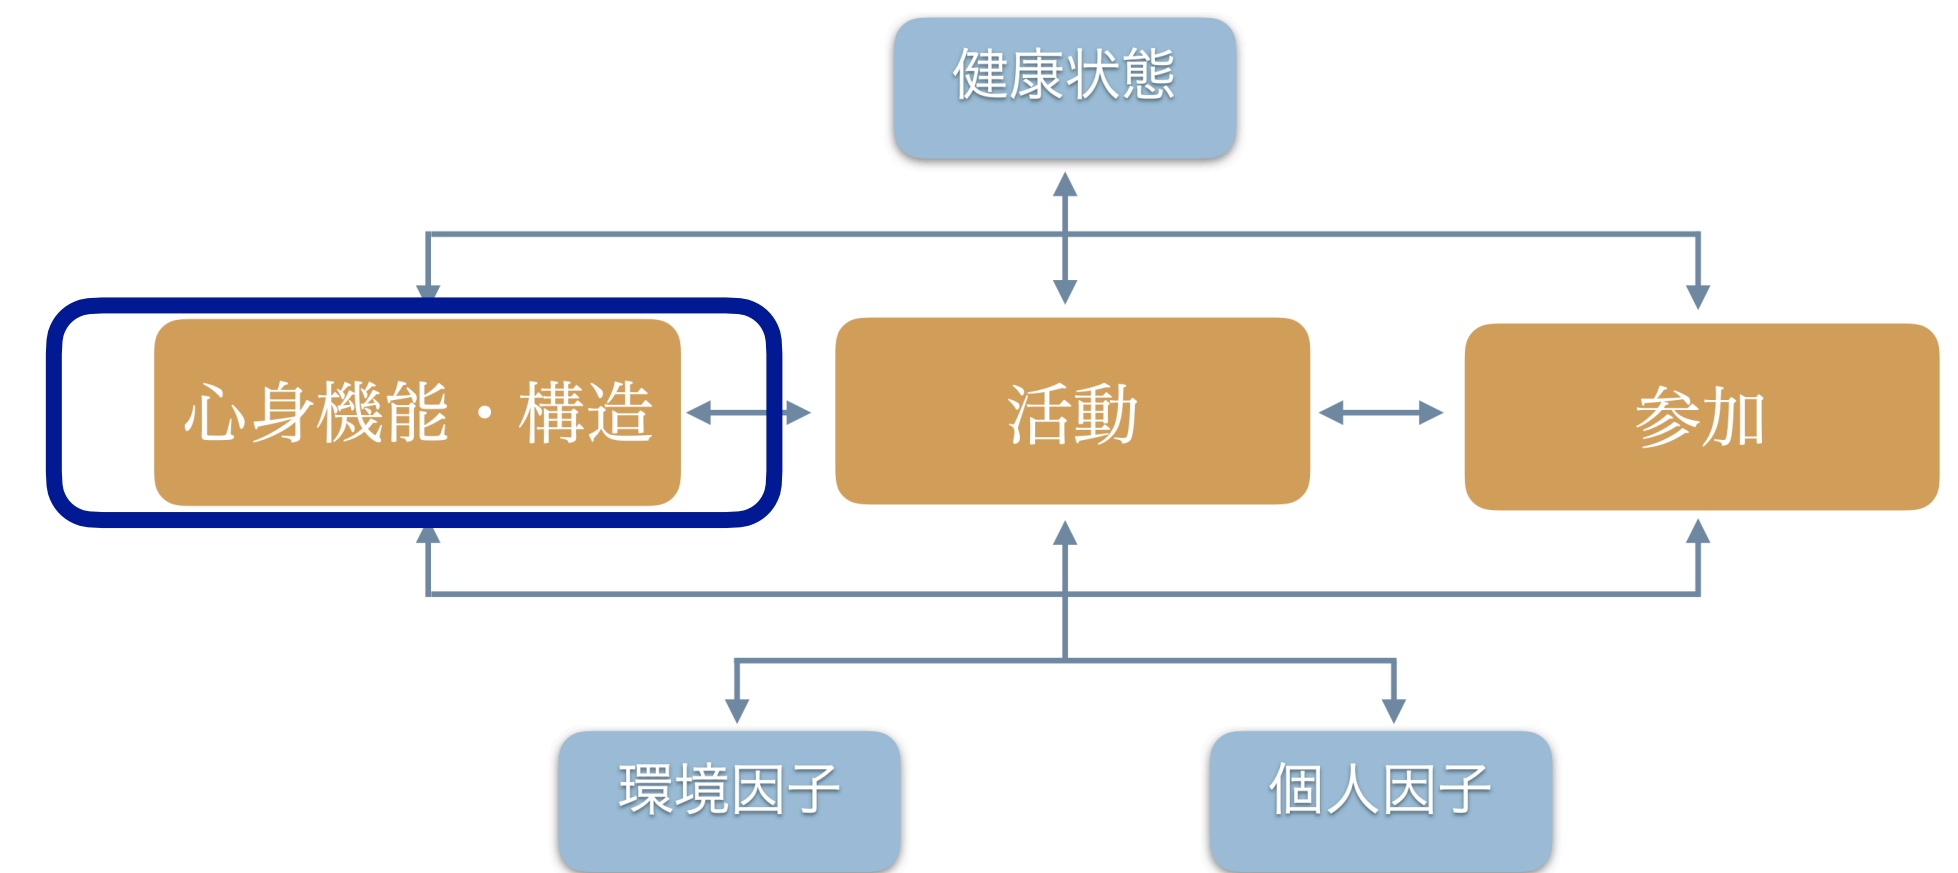 健康状態
心身機能・構造
活動
参加
環境因子
個人因子